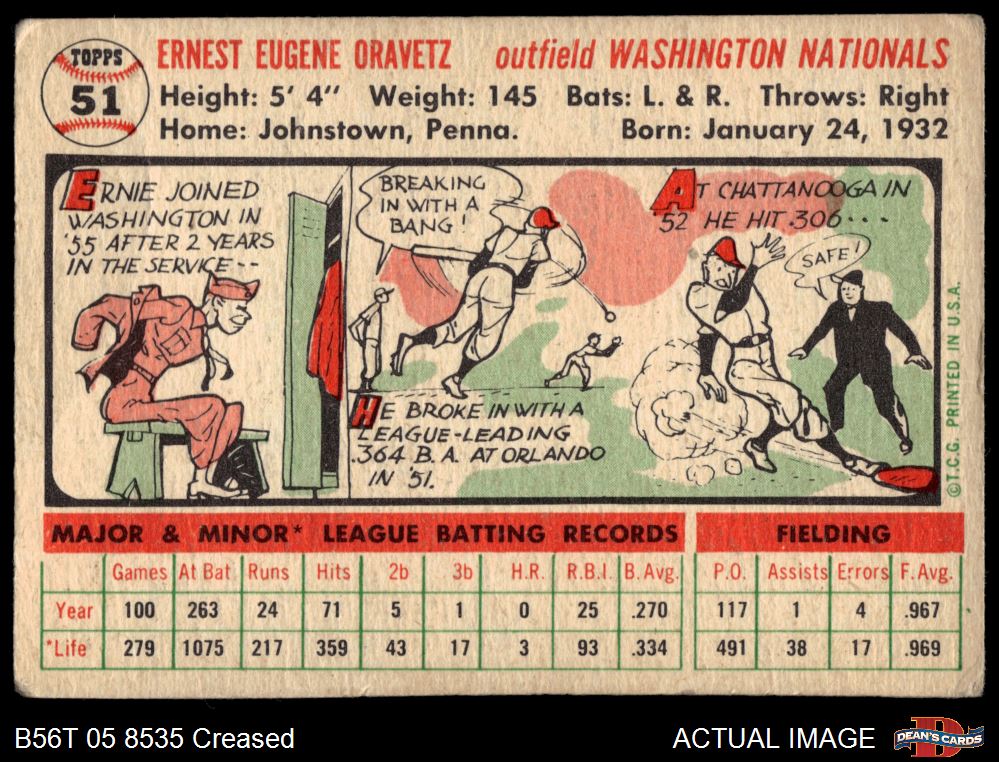 TOPPS
51
ERNEST EUGENE ORAVETZ outfield WASHINGTON NATIONALS
Height: 5' 4" Weight: 145 Bats: L. & R. Throws: Right
Home: Johnstown, Penna. Born: January 24, 1932
ERNIE JOINED
WASHINGTON IN
'55 AFTER 2 YEARS
IN THE SERVICE--
BREAKING
IN WITH A
BANG!
HE BROKE IN WITH A
LEAGUE-LEADING
.364 B.A. AT ORLANDO
IN '51.
AT CHATTANOOGA IN
52 HE HIT .306...
SAFE!
©T.C.G. PRINTED IN U.S.A.
MAJOR & MINOR* LEAGUE BATTING RECORDS FIELDING
Games At Bat Runs Hits 2b 3b H.R. R.B.I. B. Avg. P.O. Assists Errors F. Avg.
Year 100 263 24 71 5 1 0 25 .270 117 1 4 .967
*Life 279 1075 217 359 43 17 3 93 .334 491 38 17 .969
B56T 05 8535 Creased ACTUAL IMAGE
DEAN'S CARDS